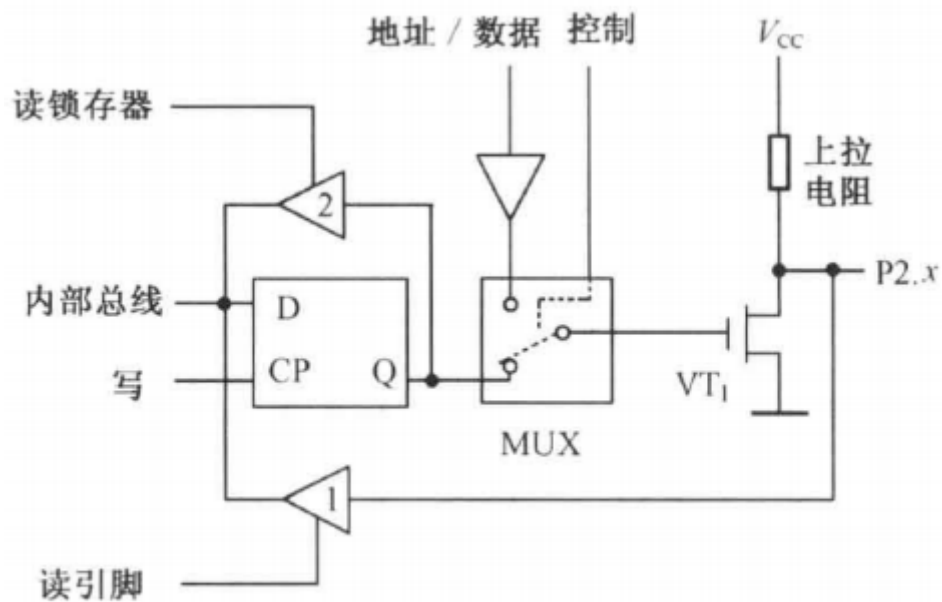 地址 / 数据 控制
V_CC
读锁存器
2
上拉
电阻
内部总线
D
P2.x
写
CP
Q
VT₁
MUX
1
读引脚